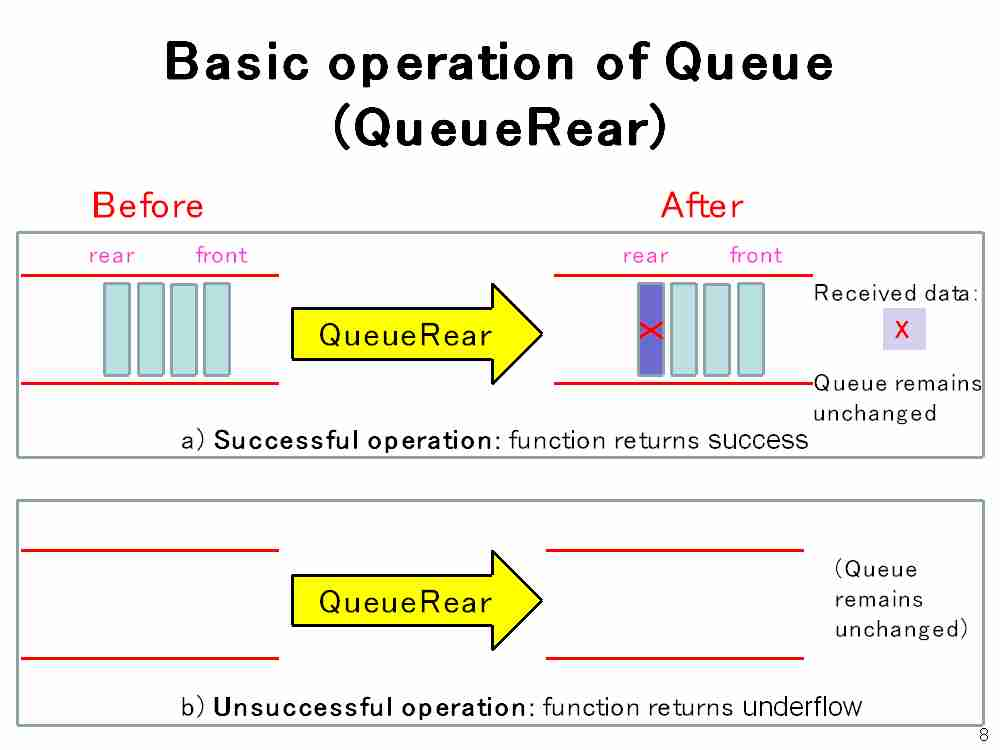 Basic operation of Queue
(QueueRear)
Before
After
rear front
rear front
Received data:
QueueRear
X
X
Queue remains
unchanged
a) Successful operation: function returns success
QueueRear
(Queue
remains
unchanged)
b) Unsuccessful operation: function returns underflow
8